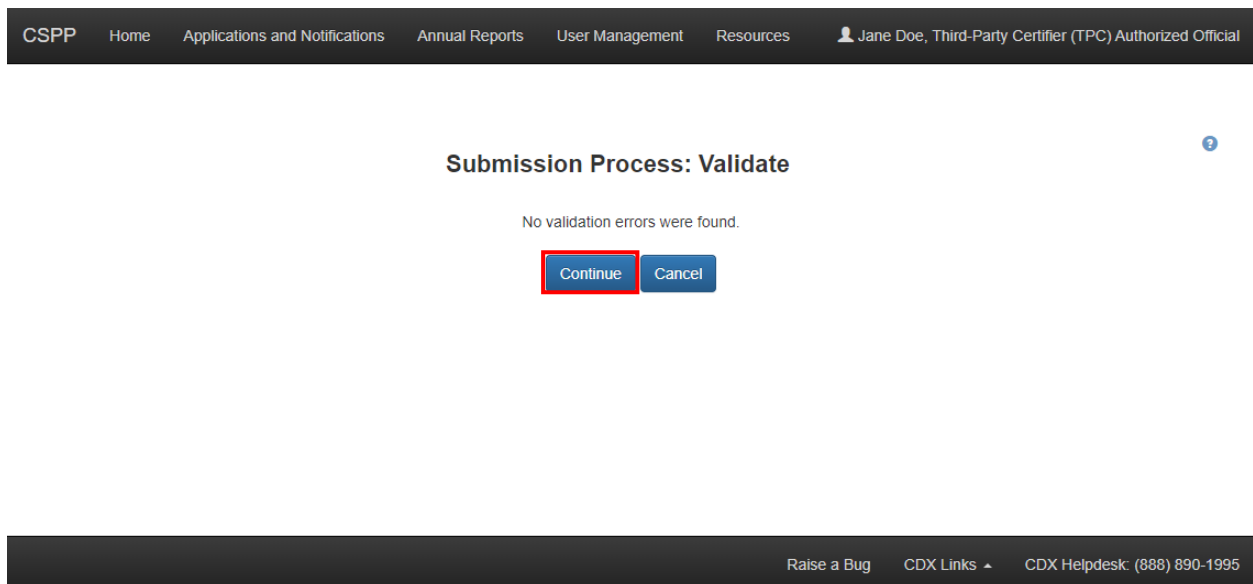 CSPP Home Applications and Notifications Annual Reports User Management Resources Jane Doe, Third-Party Certifier (TPC) Authorized Official
?
Submission Process: Validate
No validation errors were found.
Continue Cancel
Raise a Bug CDX Links CDX Helpdesk: (888) 890-1995